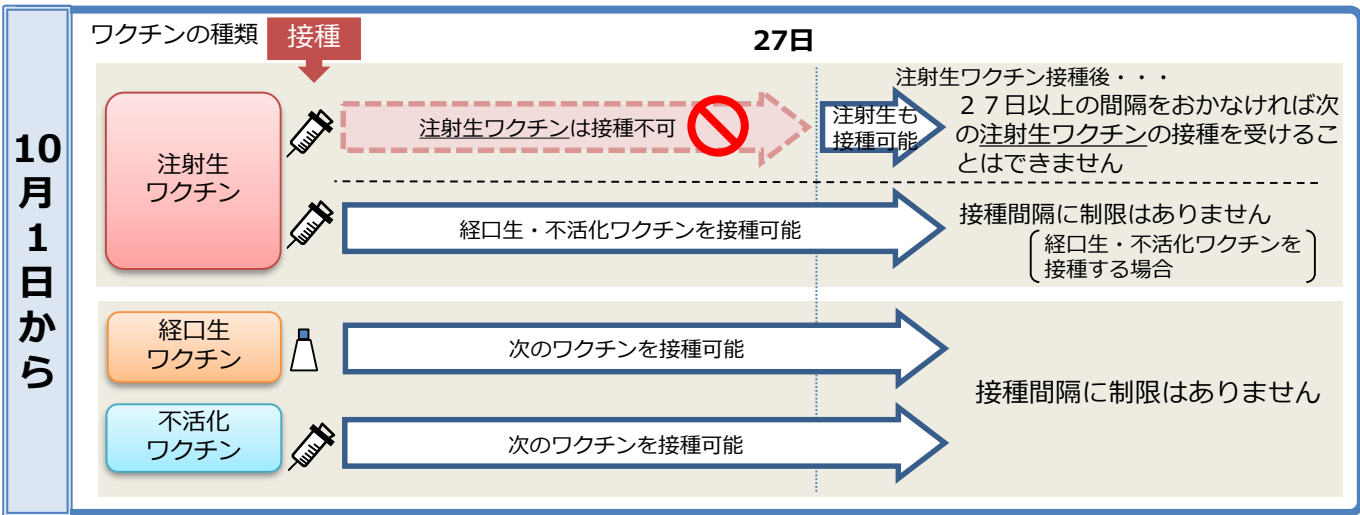 10
月
1
日
か
ら
ワクチンの種類
接種
27日
注射生
ワクチン
注射生ワクチンは接種不可
注射生も
接種可能
注射生ワクチン接種後・・・
２７日以上の間隔をおかなければ次
の注射生ワクチンの接種を受けるこ
とはできません
経口生・不活化ワクチンを接種可能
接種間隔に制限はありません
経口生・不活化ワクチンを
接種する場合
経口生
ワクチン
次のワクチンを接種可能
不活化
ワクチン
次のワクチンを接種可能
接種間隔に制限はありません